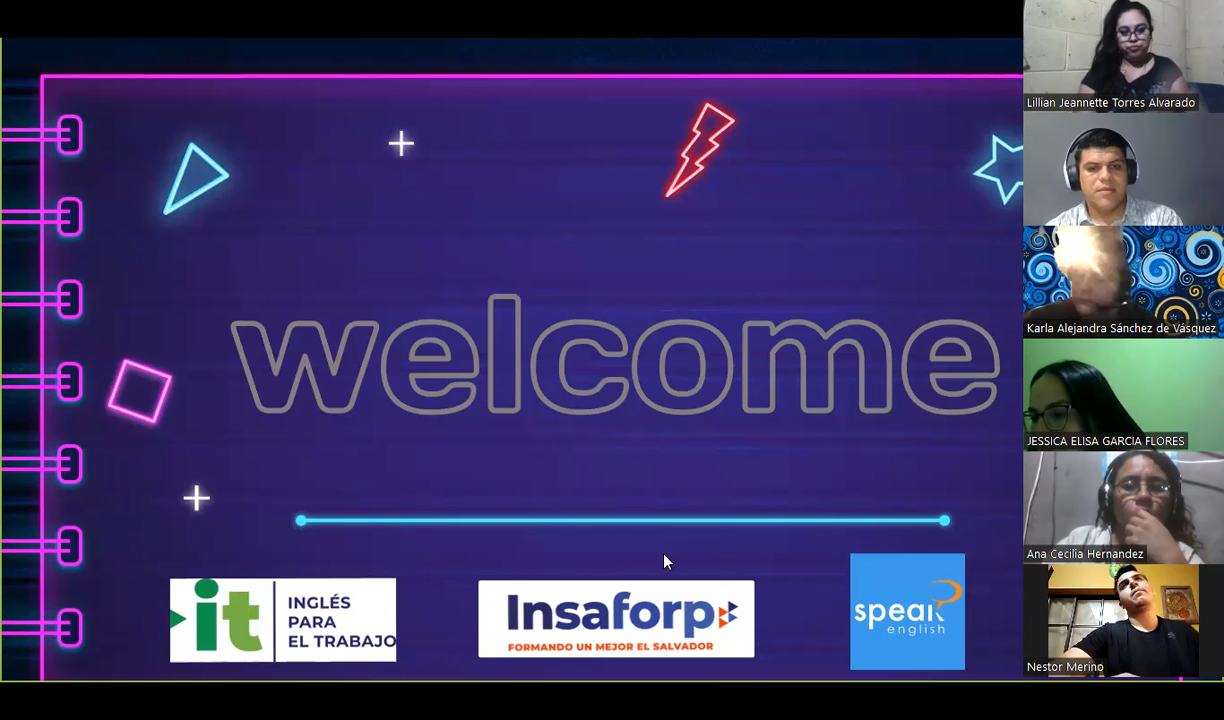 welcome
it
INGLÉS
PARA
EL TRABAJO
Insaforp
FORMANDO UN MEJOR EL SALVADOR
speak
english
Lillian Jeannette Torres Alvarado
Karla Alejandra Sánchez de Vásquez
JESSICA ELISA GARCIA FLORES
Ana Cecilia Hernandez
Nestor Merino